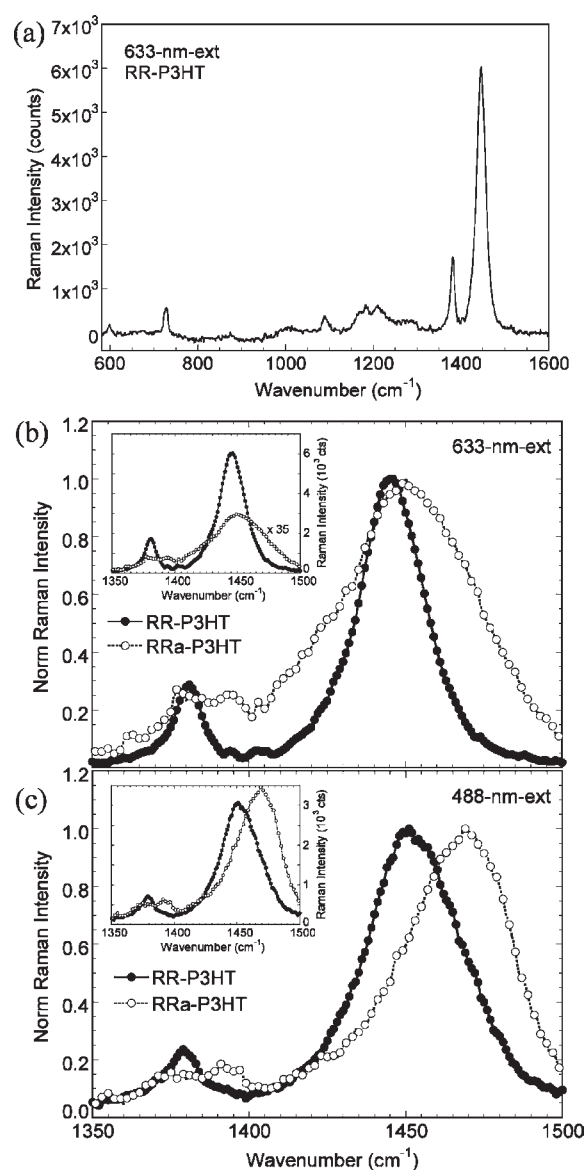 (a)
7x10³
6x10³
5x10³
4x10³
3x10³
2x10³
1x10³
0
Raman Intensity (counts)
633-nm-ext
RR-P3HT
600 800 1000 1200 1400 1600
Wavenumber (cm⁻¹)
(b)
1.2
1.0
0.8
0.6
0.4
0.2
Norm Raman Intensity
633-nm-ext
6
4
2
0
Raman Intensity (10³ cts)
x 35
1350 1400 1450 1500
Wavenumber (cm⁻¹)
RR-P3HT
RRa-P3HT
(c)
1.2
1.0
0.8
0.6
0.4
0.2
0.0
Norm Raman Intensity
488-nm-ext
3
2
1
0
Raman Intensity (10³ cts)
1350 1400 1450 1500
Wavenumber (cm⁻¹)
RR-P3HT
RRa-P3HT
1350 1400 1450 1500
Wavenumber (cm⁻¹)